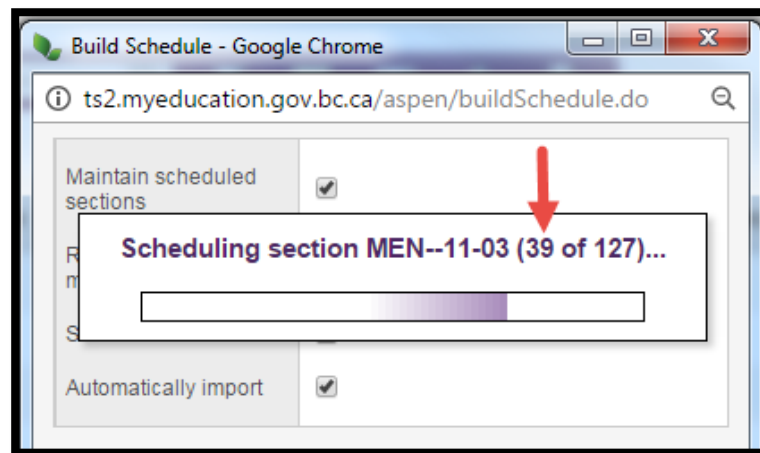 Build Schedule - Google Chrome
ts2.myeducation.gov.bc.ca/aspen/buildSchedule.do
Maintain scheduled
sections
Scheduling section MEN--11-03 (39 of 127)...
Automatically import